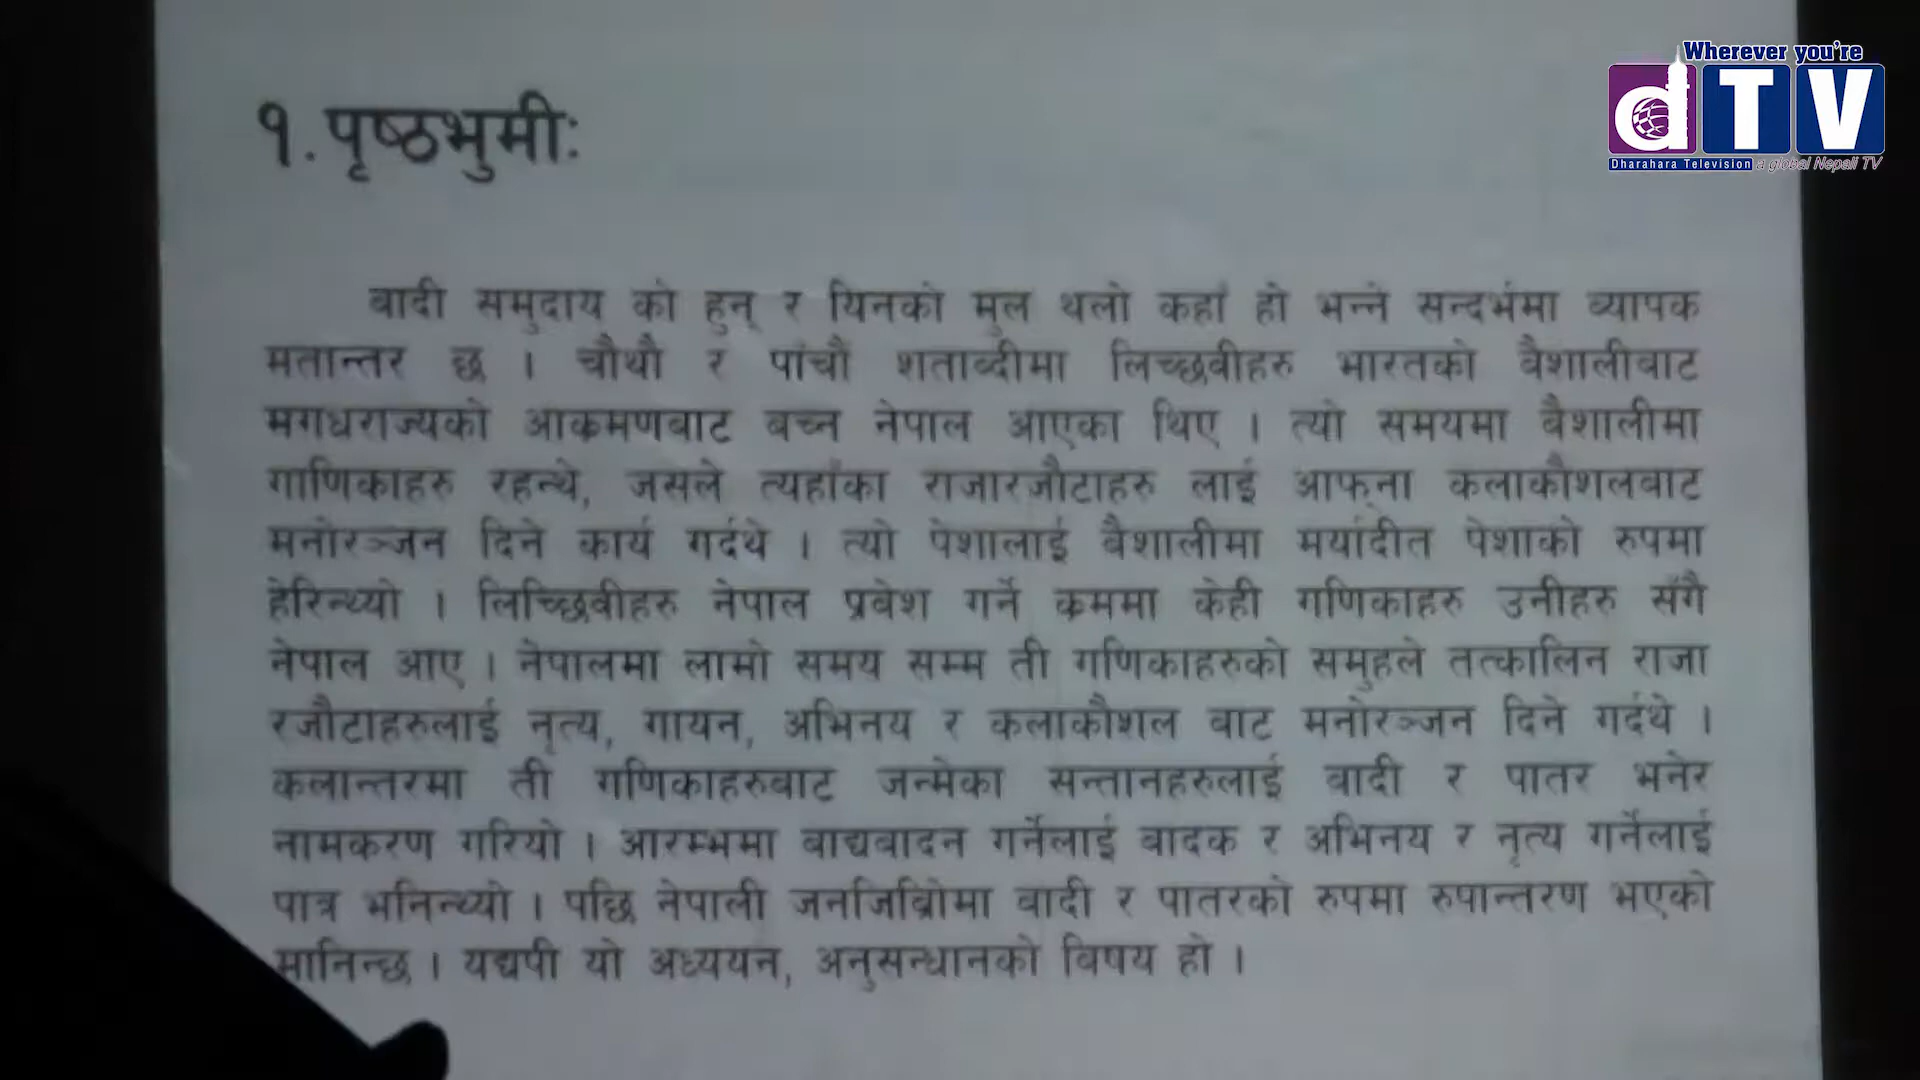 Wherever you're
dTV
Dharahara Television a global Nepali TV
१. पृष्ठभुमीः
वादी समुदाय को हुन् र यिनको मुल थलो कहाँ हो भन्ने सन्दर्भमा व्यापक
मतान्तर छ । चौथौ र पांचौं शताव्दीमा लिच्छवीहरु भारतको वैशालीवाट
मगधराज्यको आक्रमणबाट बच्न नेपाल आएका थिए । त्यो समयमा बैशालीमा
गाणिकाहरु रहन्थे, जसले त्यहाँका राजारजौटाहरु लाई आफ्ना कलाकौशलवाट
मनोरञ्जन दिने कार्य गर्दथे । त्यो पेशालाई बैशालीमा मर्यादीत पेशाको रुपमा
हेरिन्थ्यो । लिच्छिवीहरु नेपाल प्रवेश गर्ने क्रममा केही गणिकाहरु उनीहरु सँगै
नेपाल आए । नेपालमा लामो समय सम्म ती गणिकाहरुको समुहले तत्कालिन राजा
रजौटाहरुलाई नृत्य, गायन, अभिनय र कलाकौशल वाट मनोरञ्जन दिने गर्दथे ।
कलान्तरमा ती गणिकाहरुवाट जन्मेका सन्तानहरुलाई वादी र पातर भनेर
नामकरण गरियो । आरम्भमा वाद्यवादन गर्नेलाई वादक र अभिनय र नृत्य गर्नेलाई
पात्र भनिन्थ्यो । पछि नेपाली जनजिब्रोमा वादी र पातरको रुपमा रुपान्तरण भएको
मानिन्छ । यद्यपी यो अध्ययन, अनुसन्धानको विषय हो ।